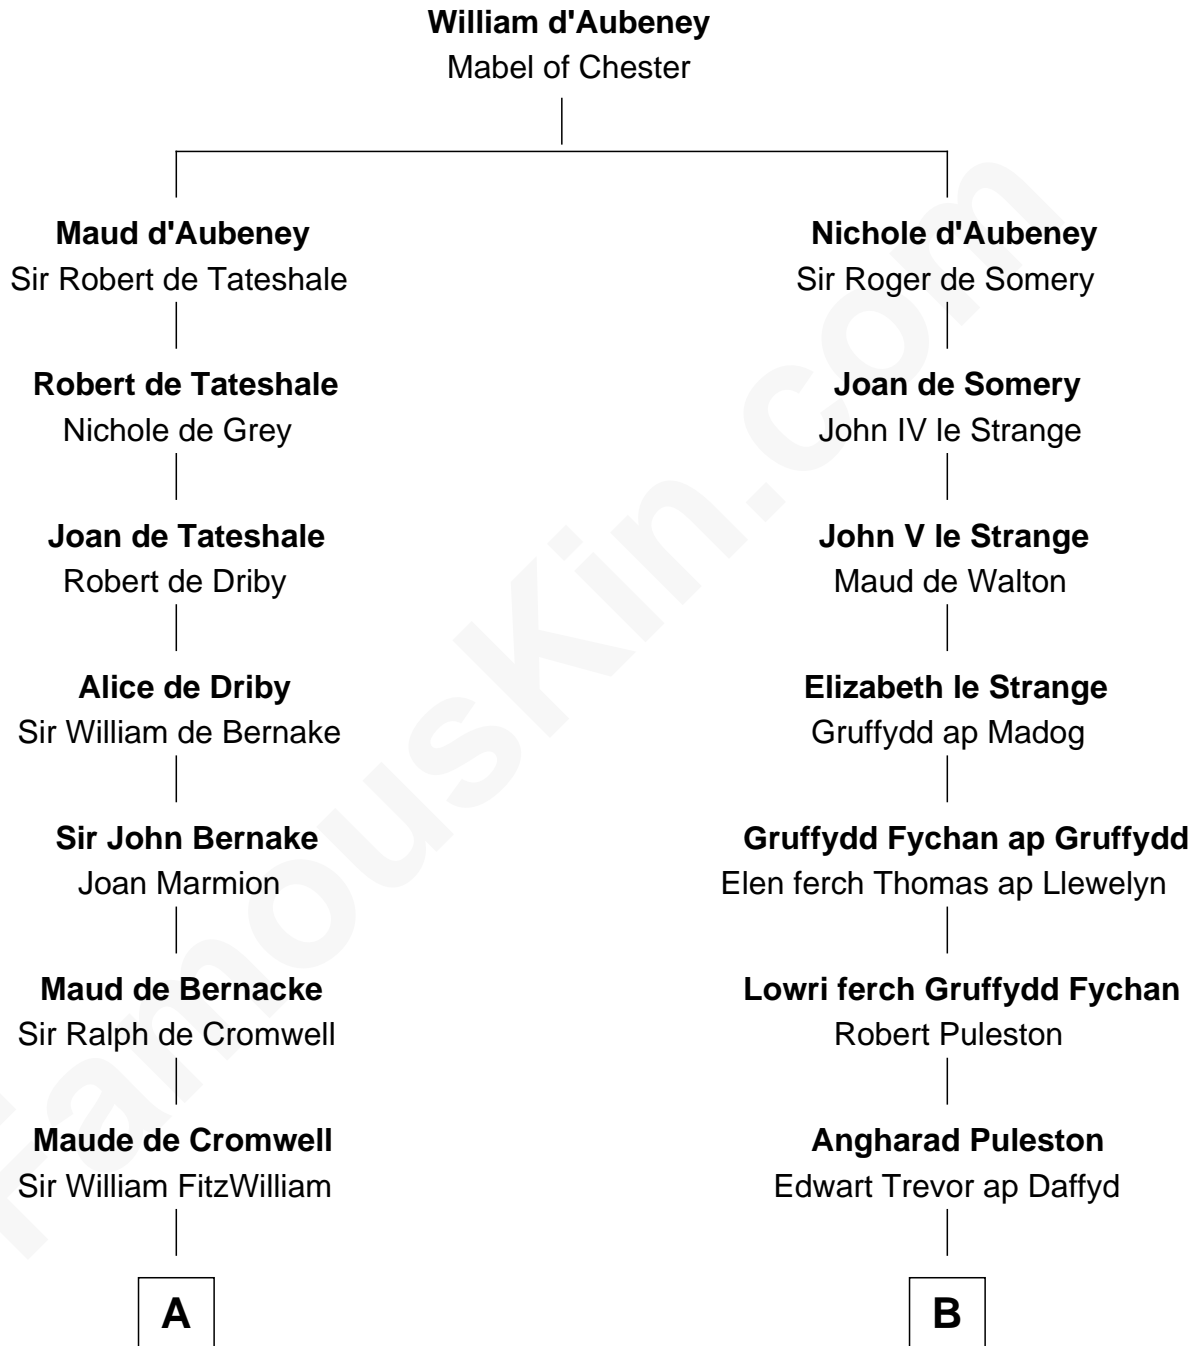 William d'Aubeney
Mabel of Chester
Maud d'Aubeney
Sir Robert de Tateshale
Nichole d'Aubeney
Sir Roger de Somery
Robert de Tateshale
Nichole de Grey
Joan de Somery
John IV le Strange
Joan de Tateshale
Robert de Driby
John V le Strange
Maud de Walton
Alice de Driby
Sir William de Bernake
Elizabeth le Strange
Gruffydd ap Madog
Sir John Bernake
Joan Marmion
Gruffydd Fychan ap Gruffydd
Elen ferch Thomas ap Llewelyn
Maud de Bernacke
Sir Ralph de Cromwell
Lowri ferch Gruffydd Fychan
Robert Puleston
Maude de Cromwell
Sir William FitzWilliam
Angharad Puleston
Edwart Trevor ap Daffyd
A
B
FamousKin.com